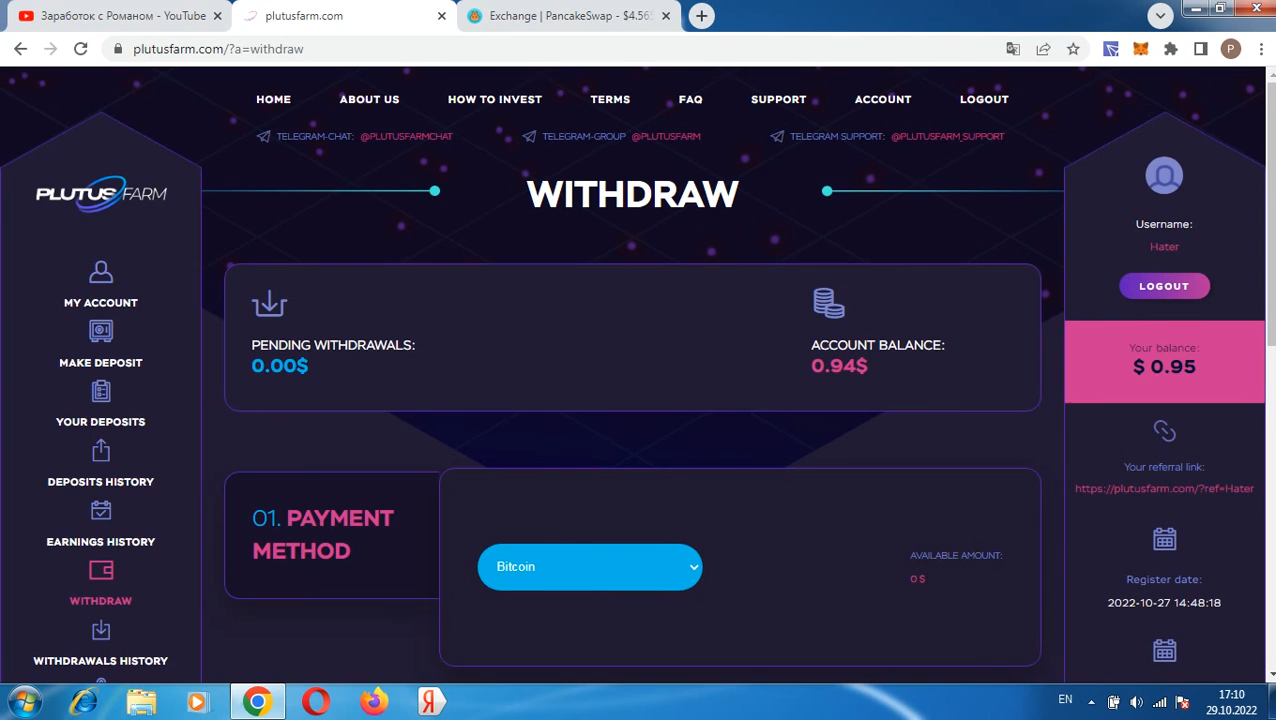 Заработок с Романом - YouTube
plutusfarm.com
Exchange | PancakeSwap - $4.56
plutusfarm.com/?a=withdraw
P
HOME ABOUT US HOW TO INVEST TERMS FAQ SUPPORT ACCOUNT LOGOUT
TELEGRAM-CHAT: @PLUTUSFARMCHAT TELEGRAM-GROUP @PLUTUSFARM TELEGRAM SUPPORT: @PLUTUSFARM_SUPPORT
PLUTUS FARM
MY ACCOUNT
MAKE DEPOSIT
YOUR DEPOSITS
DEPOSITS HISTORY
EARNINGS HISTORY
WITHDRAW
WITHDRAWALS HISTORY
WITHDRAW
PENDING WITHDRAWALS:
0.00$
ACCOUNT BALANCE:
0.94$
01. PAYMENT
METHOD
Bitcoin
AVAILABLE AMOUNT:
0 $
Username:
Hater
LOGOUT
Your balance:
$ 0.95
Your referral link:
https://plutusfarm.com/?ref=Hater
Register date:
2022-10-27 14:48:18
Я
EN
17:10
29.10.2022